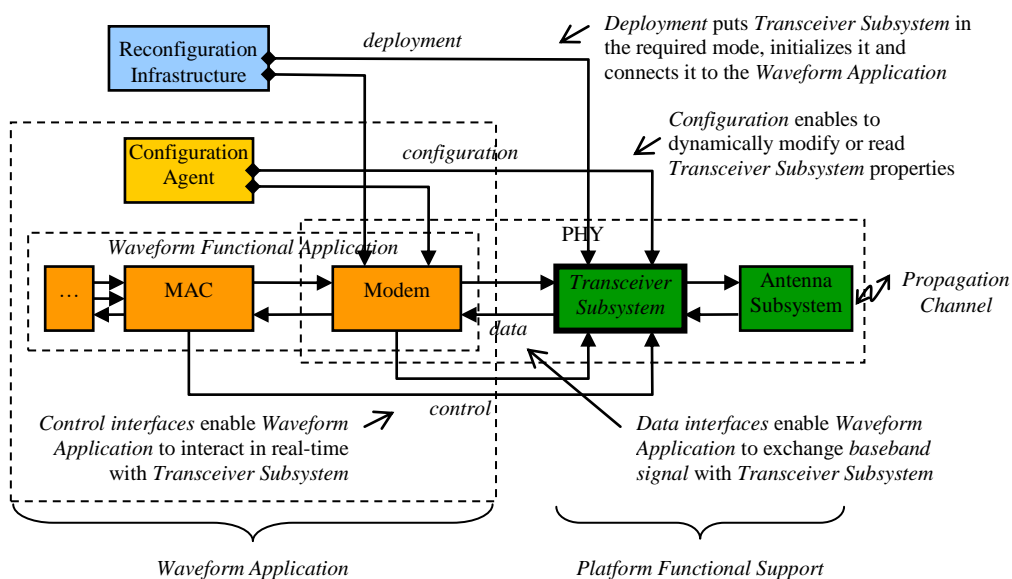 deployment
Deployment puts Transceiver Subsystem in
the required mode, initializes it and
connects it to the Waveform Application
Reconfiguration
Infrastructure
Configuration enables to
dynamically modify or read
Transceiver Subsystem properties
configuration
Configuration
Agent
PHY
Waveform Functional Application
…
MAC
Modem
Transceiver
Subsystem
Antenna
Subsystem
Propagation
Channel
data
control
Control interfaces enable Waveform
Application to interact in real-time
with Transceiver Subsystem
Data interfaces enable Waveform
Application to exchange baseband
signal with Transceiver Subsystem
Waveform Application
Platform Functional Support